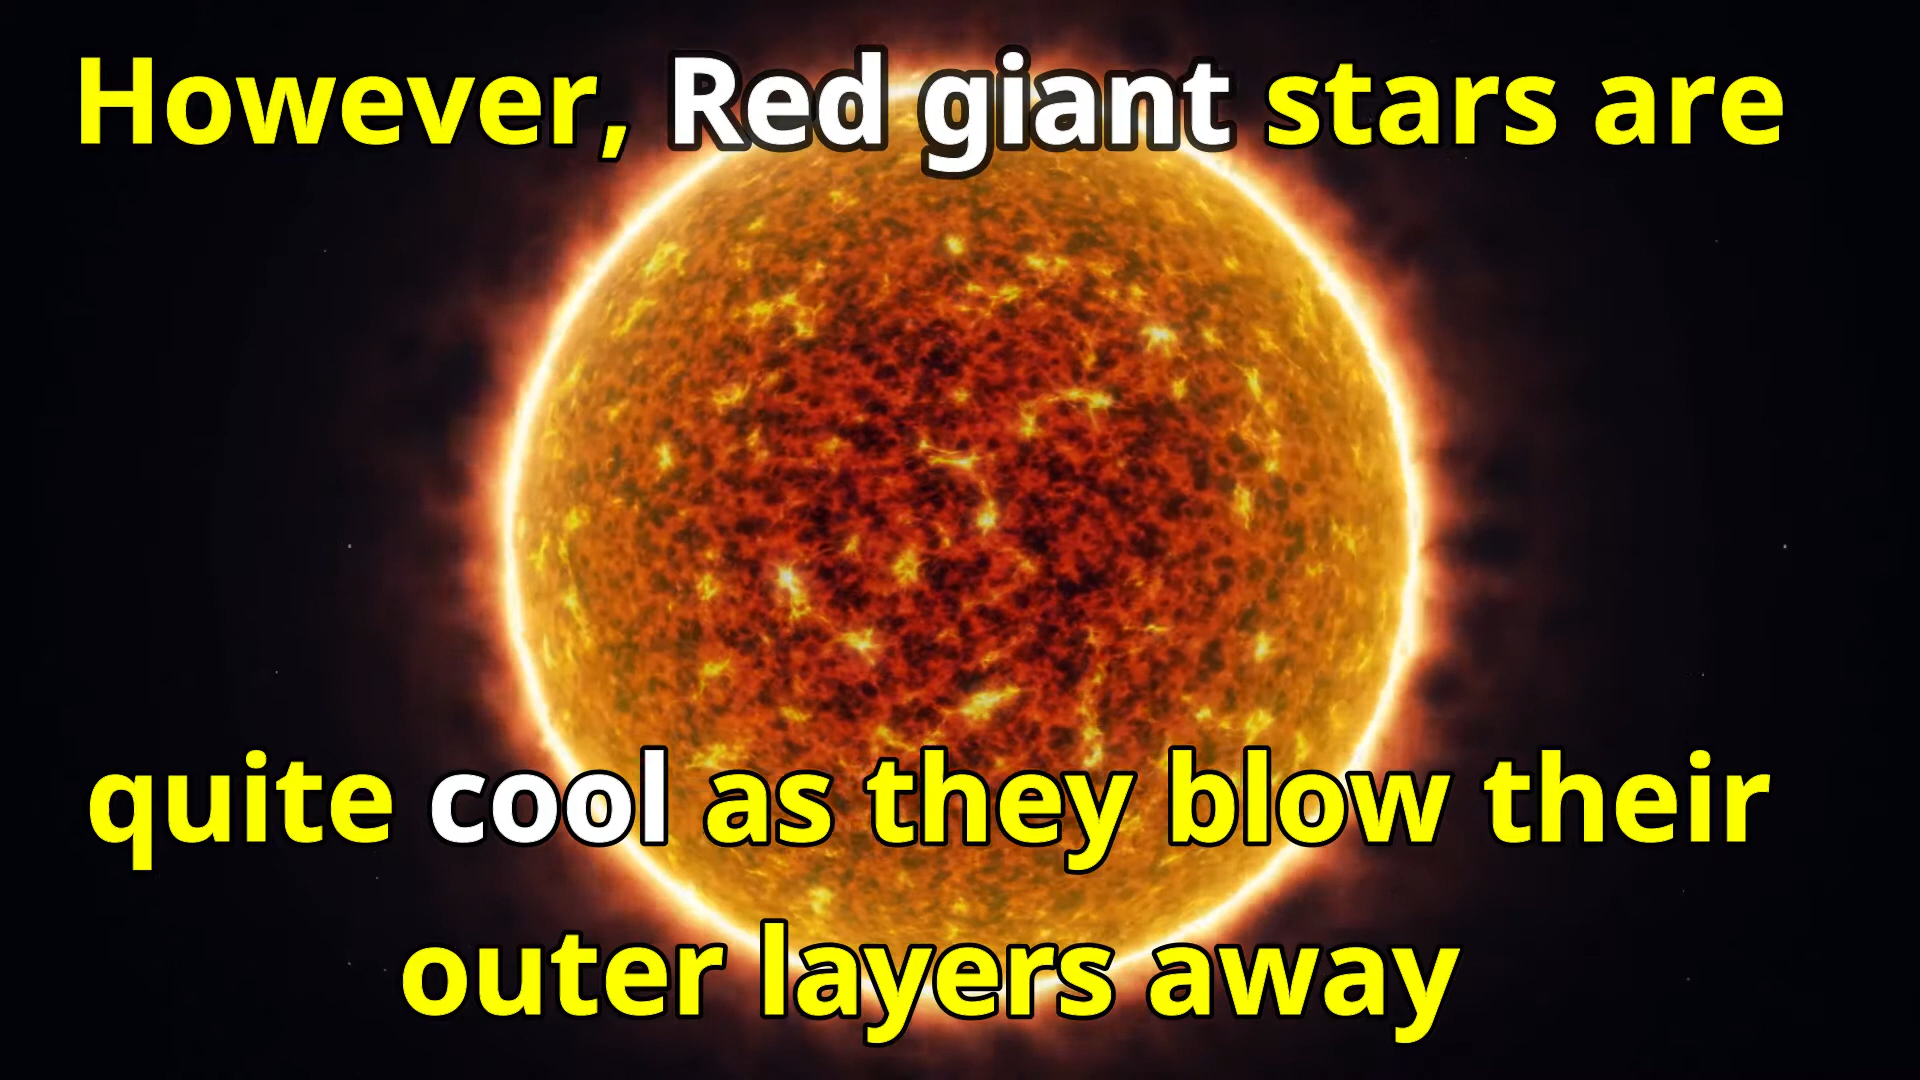 However, Red giant stars are
quite cool as they blow their
outer layers away